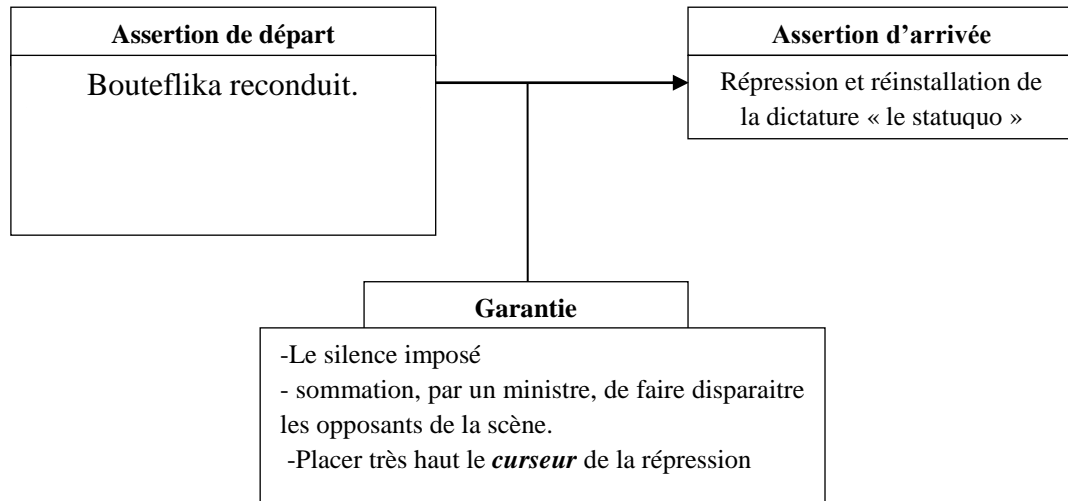 Assertion de départ
Bouteflika reconduit.
Assertion d’arrivée
Répression et réinstallation de
la dictature « le statuquo »
Garantie
-Le silence imposé
- sommation, par un ministre, de faire disparaitre
les opposants de la scène.
-Placer très haut le curseur de la répression